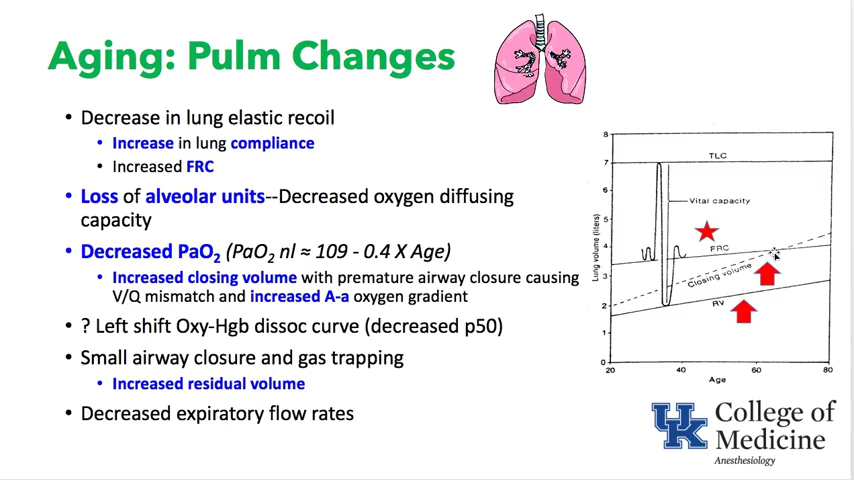 Aging: Pulm Changes
• Decrease in lung elastic recoil
• Increase in lung compliance
• Increased FRC
• Loss of alveolar units--Decreased oxygen diffusing
capacity
• Decreased PaO₂ (PaO₂ nl ≈ 109 - 0.4 X Age)
• Increased closing volume with premature airway closure causing
V/Q mismatch and increased A-a oxygen gradient
• ? Left shift Oxy-Hgb dissoc curve (decreased p50)
• Small airway closure and gas trapping
• Increased residual volume
• Decreased expiratory flow rates
Lung volume (liters)
8
7
6
5
4
3
2
1
0
TLC
Vital capacity
FRC
Closing volume
RV
20
40
60
80
Age
UK
College of
Medicine
Anesthesiology